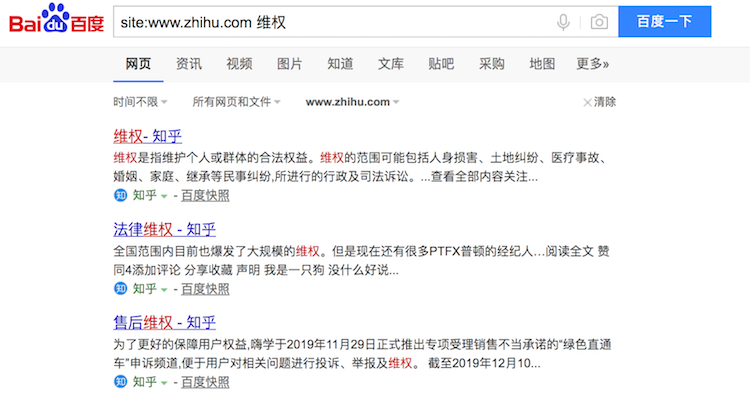 Bai du 百度 site:www.zhihu.com 维权 百度一下
网页 资讯 视频 图片 知道 文库 贴吧 采购 地图 更多»
时间不限 所有网页和文件 www.zhihu.com ×清除
维权- 知乎
维权是指维护个人或群体的合法权益。维权的范围可能包括人身损害、土地纠纷、医疗事故、
婚姻、家庭、继承等民事纠纷,所进行的行政及司法诉讼。...查看全部内容关注...
知 知乎 - 百度快照
法律维权 - 知乎
全国范围内目前也爆发了大规模的维权。但是现在还有很多PTFX普顿的经纪人...阅读全文 赞
同4添加评论 分享收藏 声明 我是一只狗 没什么好说...
知 知乎 - 百度快照
售后维权 - 知乎
为了更好的保障用户权益,嗨学于2019年11月29日正式推出专项受理销售不当承诺的“绿色直通
车”申诉频道,便于用户对相关问题进行投诉、举报及维权。 截至2019年12月10...
知 知乎 - 百度快照